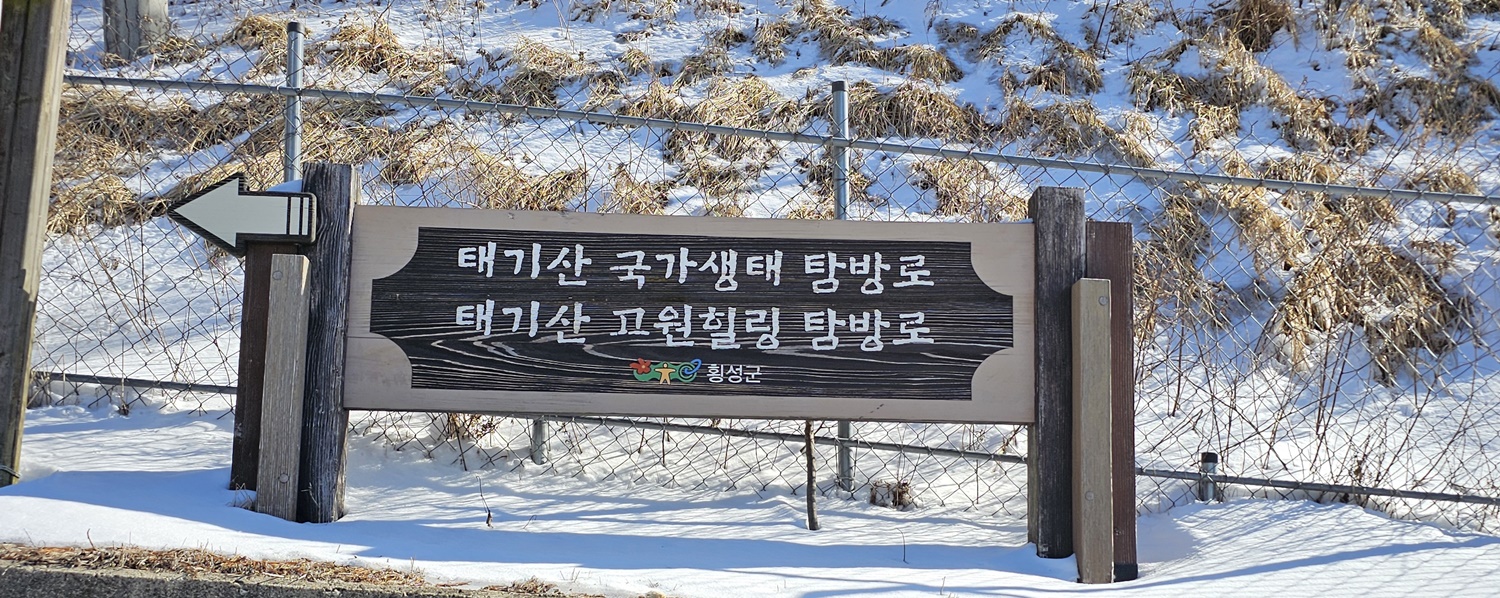 태기산 국가생태 탐방로
태기산 고원힐링 탐방로
횡성군